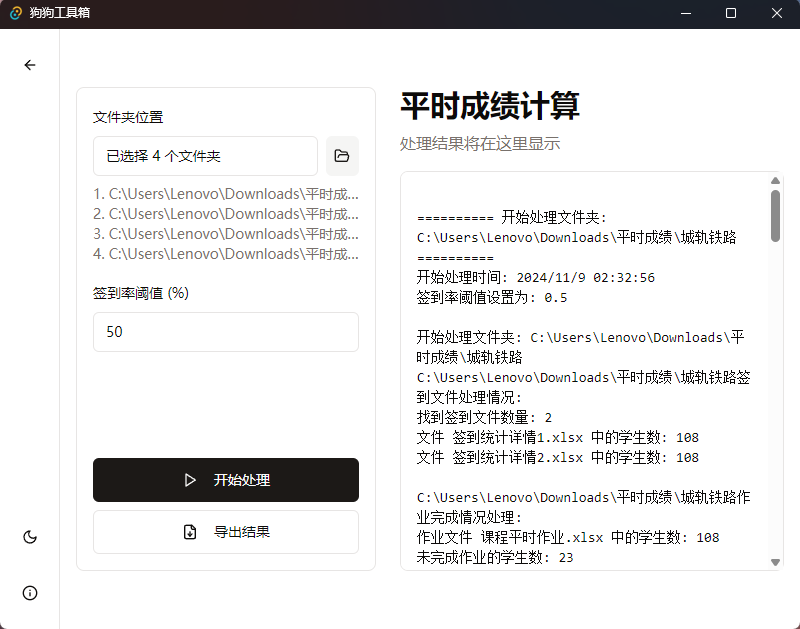 狗狗工具箱
文件夹位置
已选择 4 个文件夹
1. C:\Users\Lenovo\Downloads\平时成...
2. C:\Users\Lenovo\Downloads\平时成...
3. C:\Users\Lenovo\Downloads\平时成...
4. C:\Users\Lenovo\Downloads\平时成...
签到率阈值 (%)
50
开始处理
导出结果
平时成绩计算
处理结果将在这里显示
========== 开始处理文件夹:
C:\Users\Lenovo\Downloads\平时成绩\城轨铁路
==========
开始处理时间: 2024/11/9 02:32:56
签到率阈值设置为: 0.5
开始处理文件夹: C:\Users\Lenovo\Downloads\平
时成绩\城轨铁路
C:\Users\Lenovo\Downloads\平时成绩\城轨铁路签
到文件处理情况:
找到签到文件数量: 2
文件 签到统计详情1.xlsx 中的学生数: 108
文件 签到统计详情2.xlsx 中的学生数: 108
C:\Users\Lenovo\Downloads\平时成绩\城轨铁路作
业完成情况处理:
作业文件 课程平时作业.xlsx 中的学生数: 108
未完成作业的学生数: 23